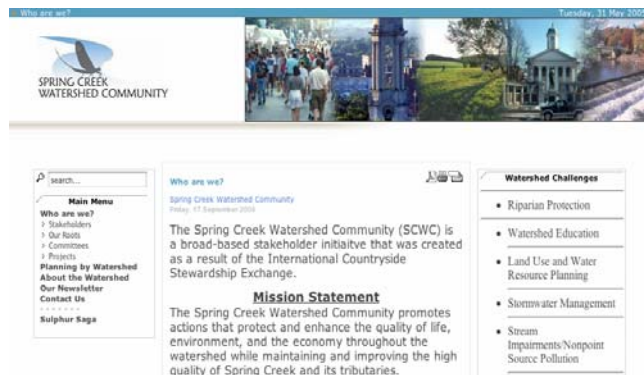 Who are we?
Tuesday, 31 May 2005
SPRING CREEK
WATERSHED COMMUNITY
search...
Main Menu
Who are we?
> Stakeholders
> Our Roots
> Committees
> Projects
Planning by Watershed
About the Watershed
Our Newsletter
Contact Us
- - - - - - -
Sulphur Saga
Who are we?
Spring Creek Watershed Community
Friday, 17 September
The Spring Creek Watershed Community (SCWC) is
a broad-based stakeholder initiaitve that was created
as a result of the International Countryside
Stewardship Exchange.
Mission Statement
The Spring Creek Watershed Community promotes
actions that protect and enhance the quality of life,
environment, and the economy throughout the
watershed while maintaining and improving the high
quality of Spring Creek and its tributaries.
Watershed Challenges
• Riparian Protection
• Watershed Education
• Land Use and Water
Resource Planning
• Stormwater Management
• Stream
Impairments/Nonpoint
Source Pollution